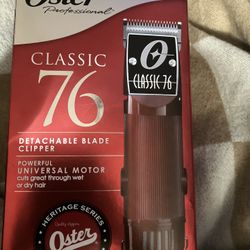 Oster
Professional
CLASSIC
76
DETACHABLE BLADE
CLIPPER
POWERFUL
UNIVERSAL MOTOR
cuts great through wet
or dry hair
O
CLASSIC 76
HERITAGE SERIES
Oster